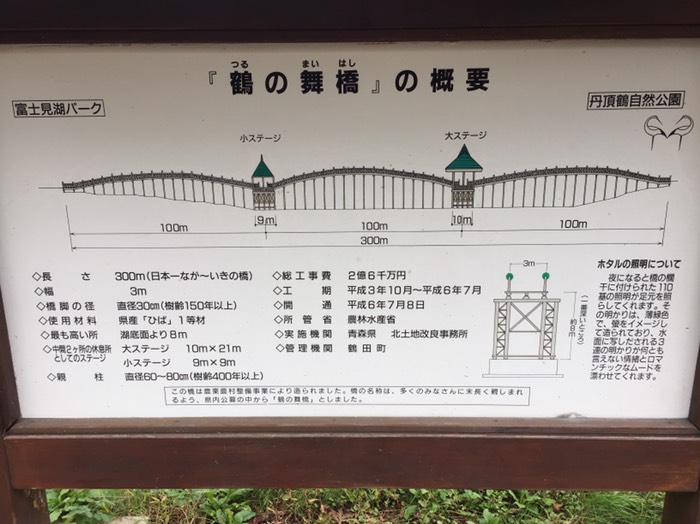 つる まい はし
『鶴の舞橋』の概要
富士見湖パーク
丹頂鶴自然公園
小ステージ
大ステージ
100m
9m
100m
10m
100m
300m
◇長さ 300m(日本一なが〜いきの橋)
◇幅 3m
◇橋脚の径 直径30㎝(樹齢150年以上)
◇使用材料 県産「ひば」1等材
◇最も高い所 湖底面より8m
◇中間2ヶ所の休息所
としてのステージ
大ステージ 10m×21m
小ステージ 9m×9m
◇親柱 直径60〜80㎝(樹齢400年以上)
◇総工事費 2億6千万円
◇工期 平成3年10月〜平成6年7月
◇開通 平成6年7月8日
◇所管省 農林水産省
◇実施機関 青森県 北土地改良事務所
◇管理機関 鶴田町
3m
(一番深いところ)
約8m
ホタルの照明について
夜になると橋の欄
干に付けられた110
基の照明が足元を照
らしてくれます。そ
の明かりは、薄緑色
で、蛍をイメージし
て造られており、水
面に写しだされる3
連の明かりが何とも
言えない情緒とロマ
ンチックなムードを
漂わせてくれます。
この橋は農業農村整備事業により造られました。橋の名称は、多くのみなさんに末長く親しまれ
るよう、県内公募の中から「鶴の舞橋」としました。